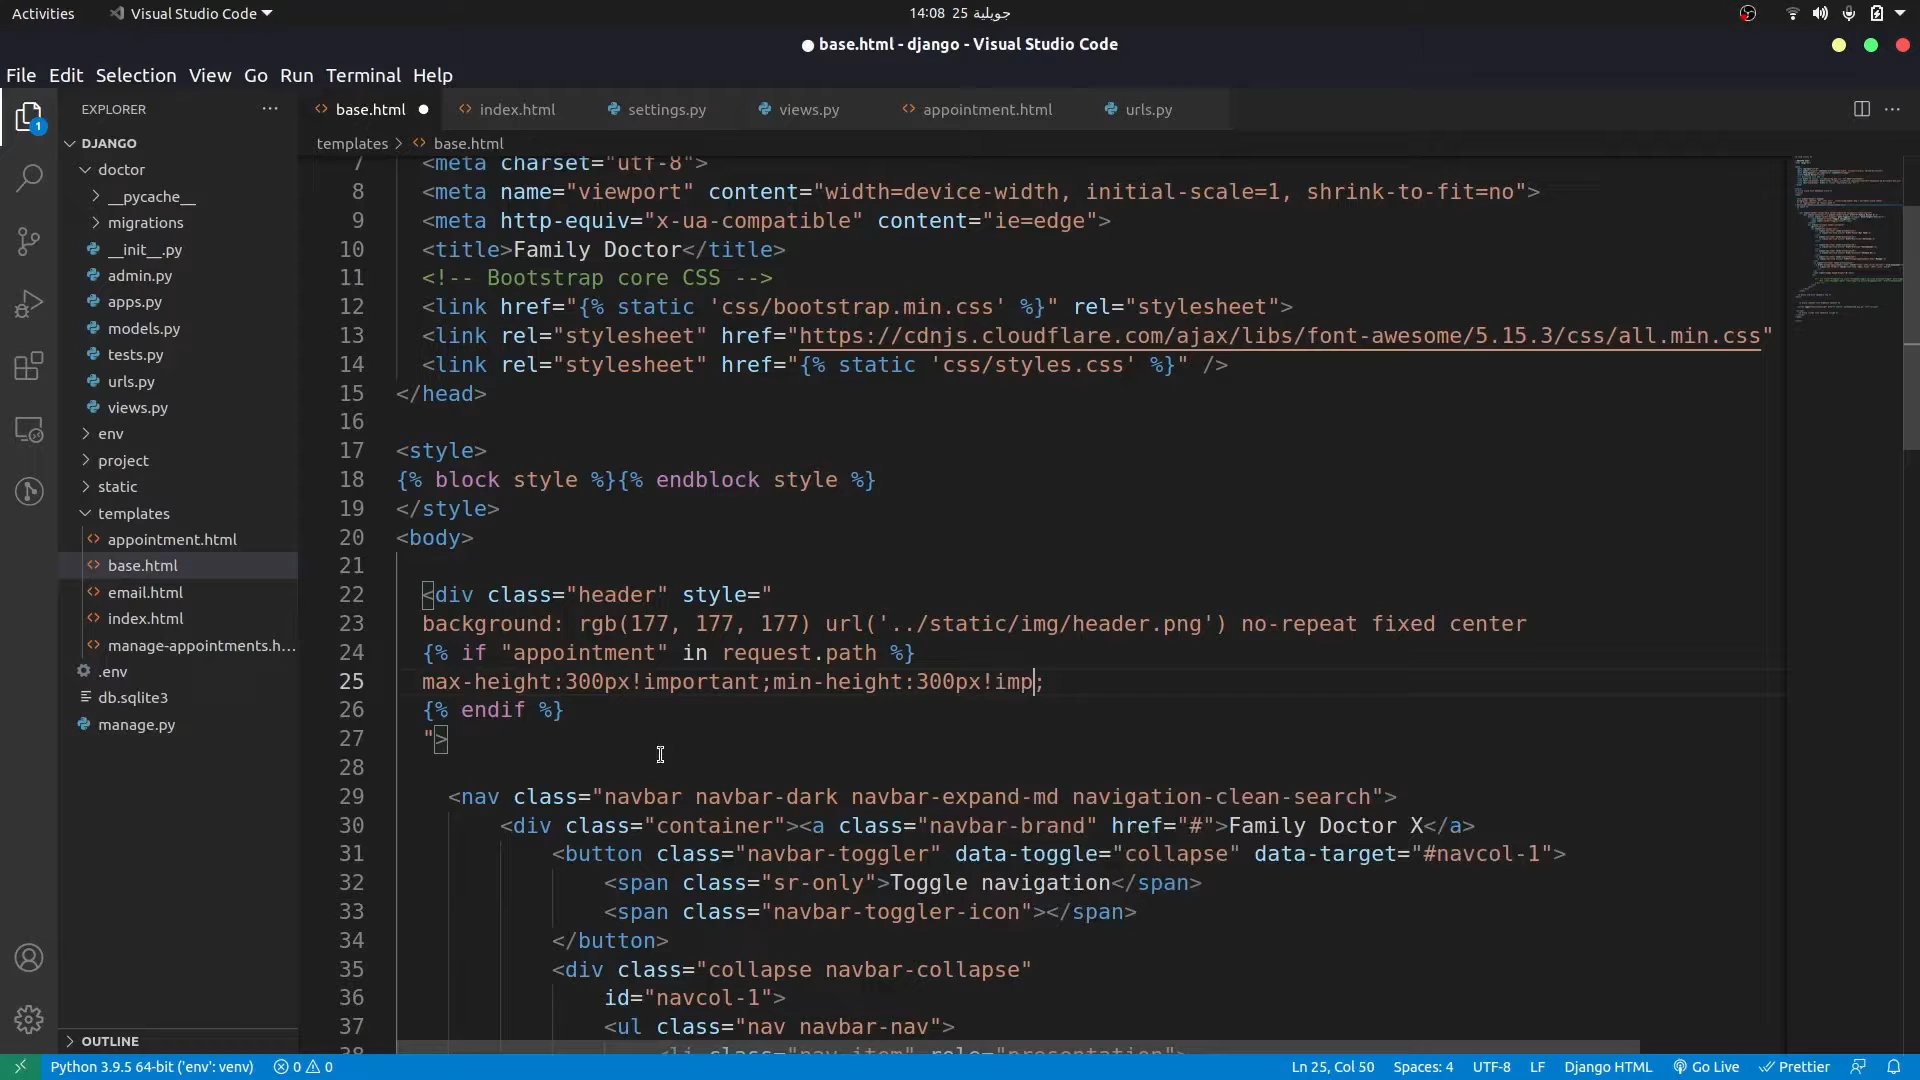 Activities
Visual Studio Code
14:08 25 جويلية
● base.html - django - Visual Studio Code
File Edit Selection View Go Run Terminal Help
EXPLORER
base.html
index.html
settings.py
views.py
appointment.html
urls.py
DJANGO
templates > base.html
doctor
__pycache__
migrations
__init__.py
admin.py
apps.py
models.py
tests.py
urls.py
views.py
env
project
static
templates
appointment.html
base.html
email.html
index.html
manage-appointments.h...
.env
db.sqlite3
manage.py
OUTLINE
1
7 <meta charset="utf-8">
8 <meta name="viewport" content="width=device-width, initial-scale=1, shrink-to-fit=no">
9 <meta http-equiv="x-ua-compatible" content="ie=edge">
10 <title>Family Doctor</title>
11 <!-- Bootstrap core CSS -->
12 <link href="{% static 'css/bootstrap.min.css' %}" rel="stylesheet">
13 <link rel="stylesheet" href="https://cdnjs.cloudflare.com/ajax/libs/font-awesome/5.15.3/css/all.min.css"
14 <link rel="stylesheet" href="{% static 'css/styles.css' %}" />
15 </head>
16
17 <style>
18 {% block style %}{% endblock style %}
19 </style>
20 <body>
21
22 <div class="header" style="
23 background: rgb(177, 177, 177) url('../static/img/header.png') no-repeat fixed center
24 {% if "appointment" in request.path %}
25 max-height:300px!important;min-height:300px!imp;
26 {% endif %}
27 ">
28
29 <nav class="navbar navbar-dark navbar-expand-md navigation-clean-search">
30 <div class="container"><a class="navbar-brand" href="#">Family Doctor X</a>
31 <button class="navbar-toggler" data-toggle="collapse" data-target="#navcol-1">
32 <span class="sr-only">Toggle navigation</span>
33 <span class="navbar-toggler-icon"></span>
34 </button>
35 <div class="collapse navbar-collapse"
36 id="navcol-1">
37 <ul class="nav navbar-nav">
38 <li class="nav-item" role="presentation">
Python 3.9.5 64-bit ('env': venv) 0 0 Ln 25, Col 50 Spaces: 4 UTF-8 LF Django HTML Go Live Prettier